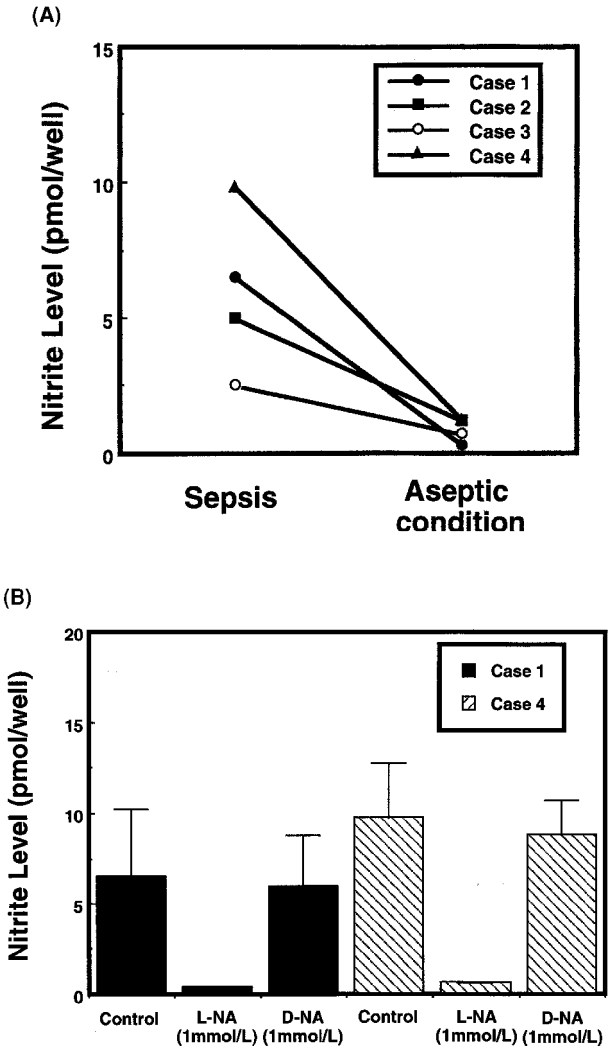 (A)
15
10
5
0
Nitrite Level (pmol/well)
Case 1
Case 2
Case 3
Case 4
Sepsis
Aseptic
condition
(B)
20
15
10
5
0
Nitrite Level (pmol/well)
Case 1
Case 4
Control L-NA D-NA Control L-NA D-NA
(1mmol/L) (1mmol/L) (1mmol/L) (1mmol/L)